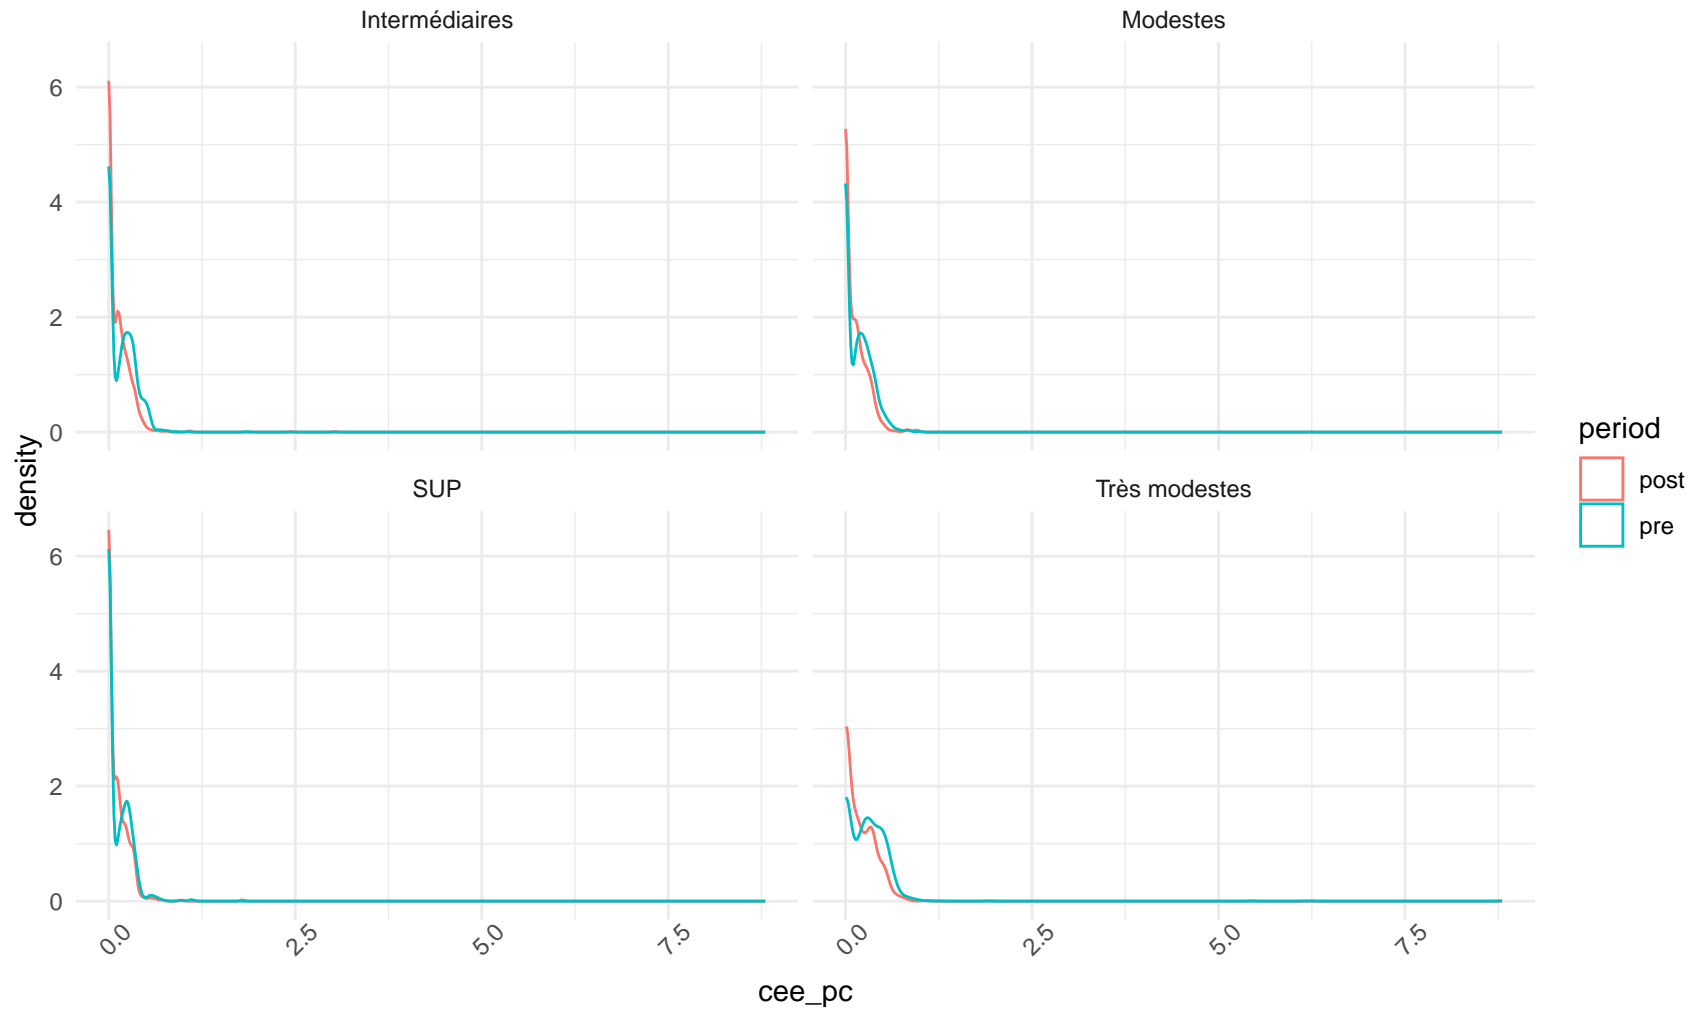 Intermédiaires
Modestes
6
4
2
0
SUP
Très modestes
6
4
2
0
0.0
2.5
5.0
7.5
0.0
2.5
5.0
7.5
cee_pc
density
period
post
pre